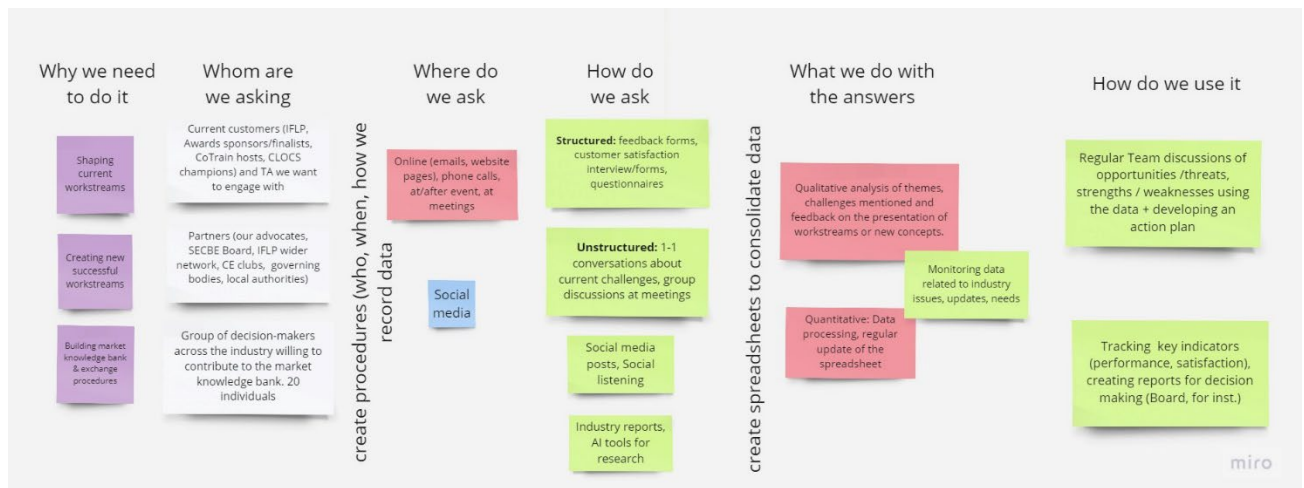 Why we need
to do it
Shaping
current
workstreams
Creating new
successful
workstreams
Building market
knowledge bank
& exchange
procedures
Whom are
we asking
Current customers (IFLP,
Awards sponsors/finalists,
CoTrain hosts, CLOCS
champions) and TA we want
to engage with
Partners (our advocates,
SECBE Board, IFLP wider
network, CE clubs, governing
bodies, local authorities)
Group of decision-makers
across the industry willing to
contribute to the market
knowledge bank. 20
individuals
create procedures (who, when, how we
record data
Where do
we ask
Online (emails, website
pages), phone calls,
at/after event, at
meetings
Social
media
How do
we ask
Structured: feedback forms,
customer satisfaction
interview/forms,
questionnaires
Unstructured: 1-1
conversations about
current challenges, group
discussions at meetings
Social media
posts, Social
listening
Industry reports,
AI tools for
research
create spreadsheets to consolidate data
What we do with
the answers
Qualitative analysis of themes,
challenges mentioned and
feedback on the presentation of
workstreams or new concepts.
Monitoring data
related to industry
issues, updates, needs
Quantitative: Data
processing, regular
update of the
spreadsheet
How do we use it
Regular Team discussions of
opportunities /threats,
strengths / weaknesses using
the data + developing an
action plan
Tracking key indicators
(performance, satisfaction),
creating reports for decision
making (Board, for inst.)
miro